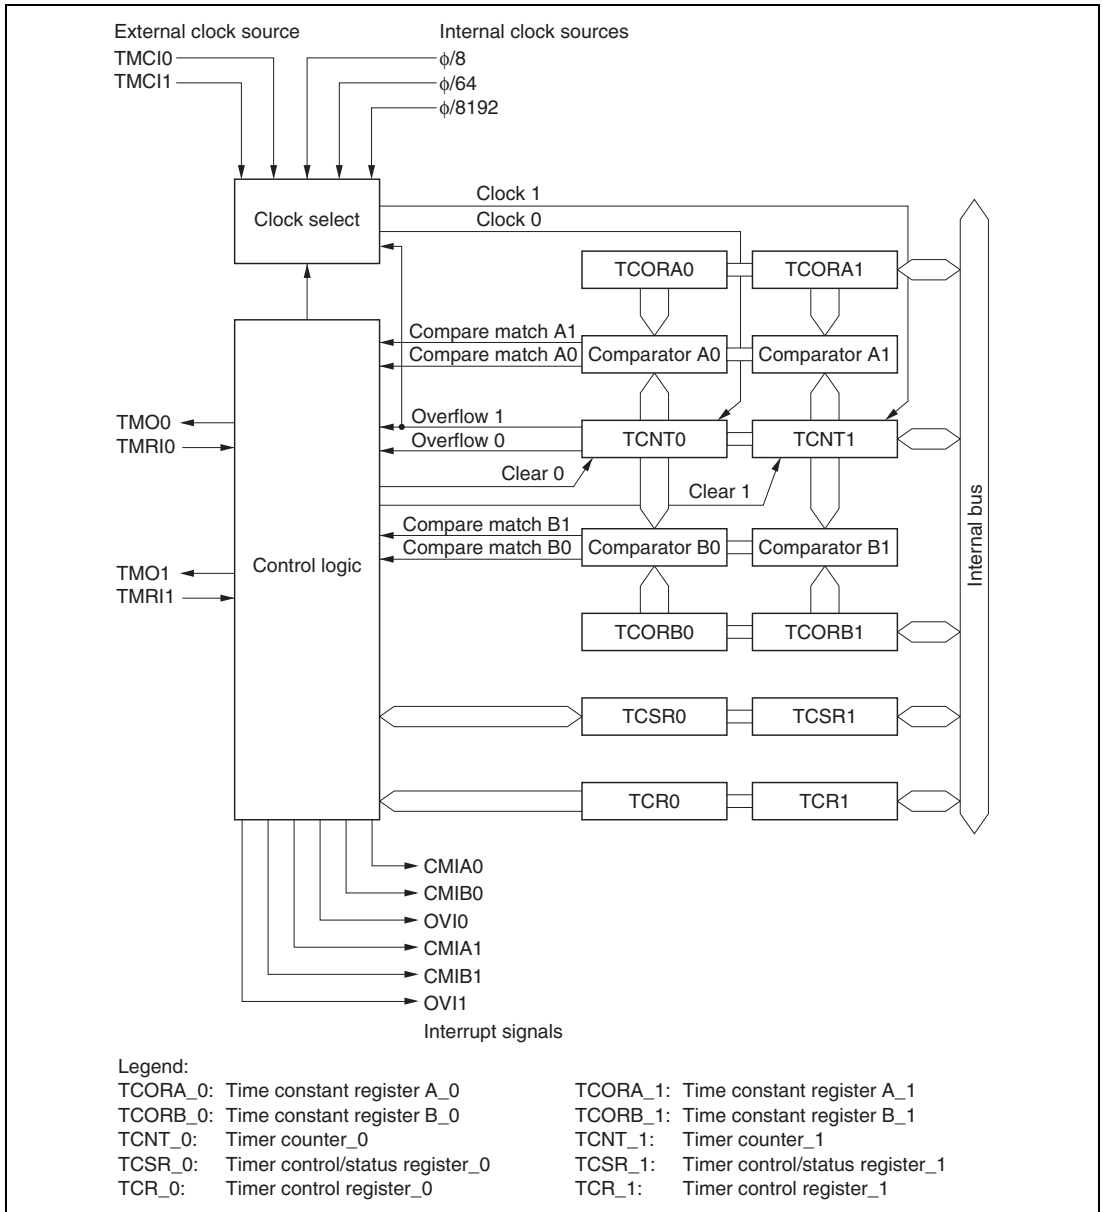 External clock source
Internal clock sources
TMCI0
TMCI1
ϕ/8
ϕ/64
ϕ/8192
Clock select
Clock 1
Clock 0
TCORA0
TCORA1
Compare match A1
Compare match A0
Comparator A0
Comparator A1
TMO0
TMRI0
Overflow 1
Overflow 0
TCNT0
TCNT1
Clear 0
Clear 1
Compare match B1
Compare match B0
Comparator B0
Comparator B1
Control logic
Internal bus
TMO1
TMRI1
TCORB0
TCORB1
TCSR0
TCSR1
TCR0
TCR1
CMIA0
CMIB0
OVI0
CMIA1
CMIB1
OVI1
Interrupt signals
Legend:
TCORA_0: Time constant register A_0
TCORB_0: Time constant register B_0
TCNT_0: Timer counter_0
TCSR_0: Timer control/status register_0
TCR_0: Timer control register_0
TCORA_1: Time constant register A_1
TCORB_1: Time constant register B_1
TCNT_1: Timer counter_1
TCSR_1: Timer control/status register_1
TCR_1: Timer control register_1